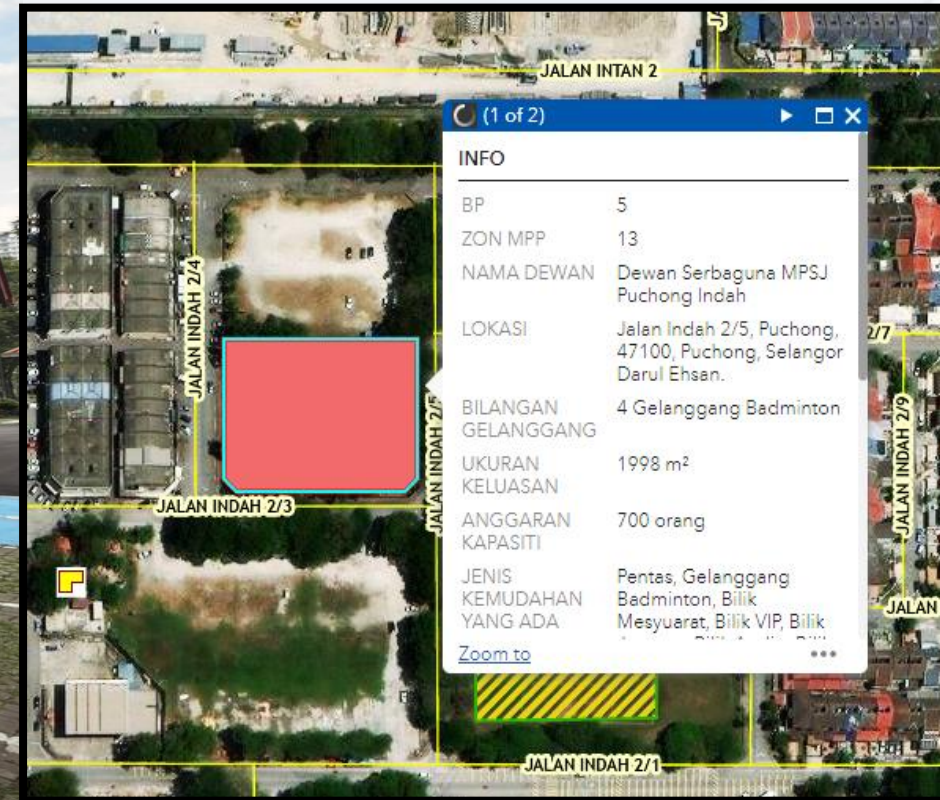 JALAN INTAN 2
JA
(1 of 2)
INFO
BP 5
ZON MPP 13
NAMA DEWAN Dewan Serbaguna MPSJ
Puchong Indah
LOKASI Jalan Indah 2/5, Puchong,
47100, Puchong, Selangor
Darul Ehsan.
BILANGAN 4 Gelanggang Badminton
GELANGGANG
UKURAN 1998 m²
KELUASAN
ANGGARAN 700 orang
KAPASITI
JENIS Pentas, Gelanggang
KEMUDAHAN Badminton, Bilik
YANG ADA Mesyuarat, Bilik VIP, Bilik
Zoom to
JALAN INDAH 2/4
JALAN INDAH 2/5
2/7
JALAN INDAH 2/9
JALAN INDAH 2/3
JALAN
JALAN INDAH 2/1